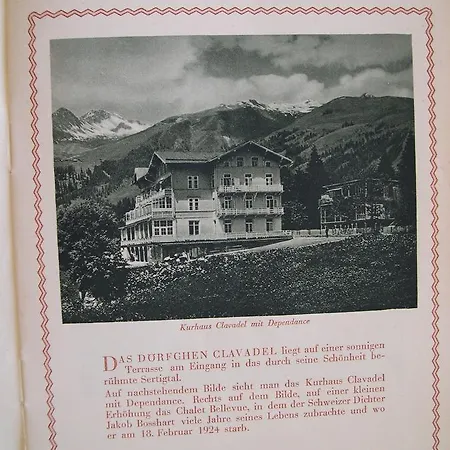 Kurhaus Clavadel mit Dependance
DAS DÖRFCHEN CLAVADEL liegt auf einer sonnigen
Terrasse am Eingang in das durch seine Schönheit be-
rühmte Sertigtal.
Auf nachstehendem Bilde sieht man das Kurhaus Clavadel
mit Dependance. Rechts auf dem Bilde, auf einer kleinen
Erhöhung das Chalet Bellevue, in dem der Schweizer Dichter
Jakob Bosshart viele Jahre seines Lebens zubrachte und wo
er am 18. Februar 1924 starb.